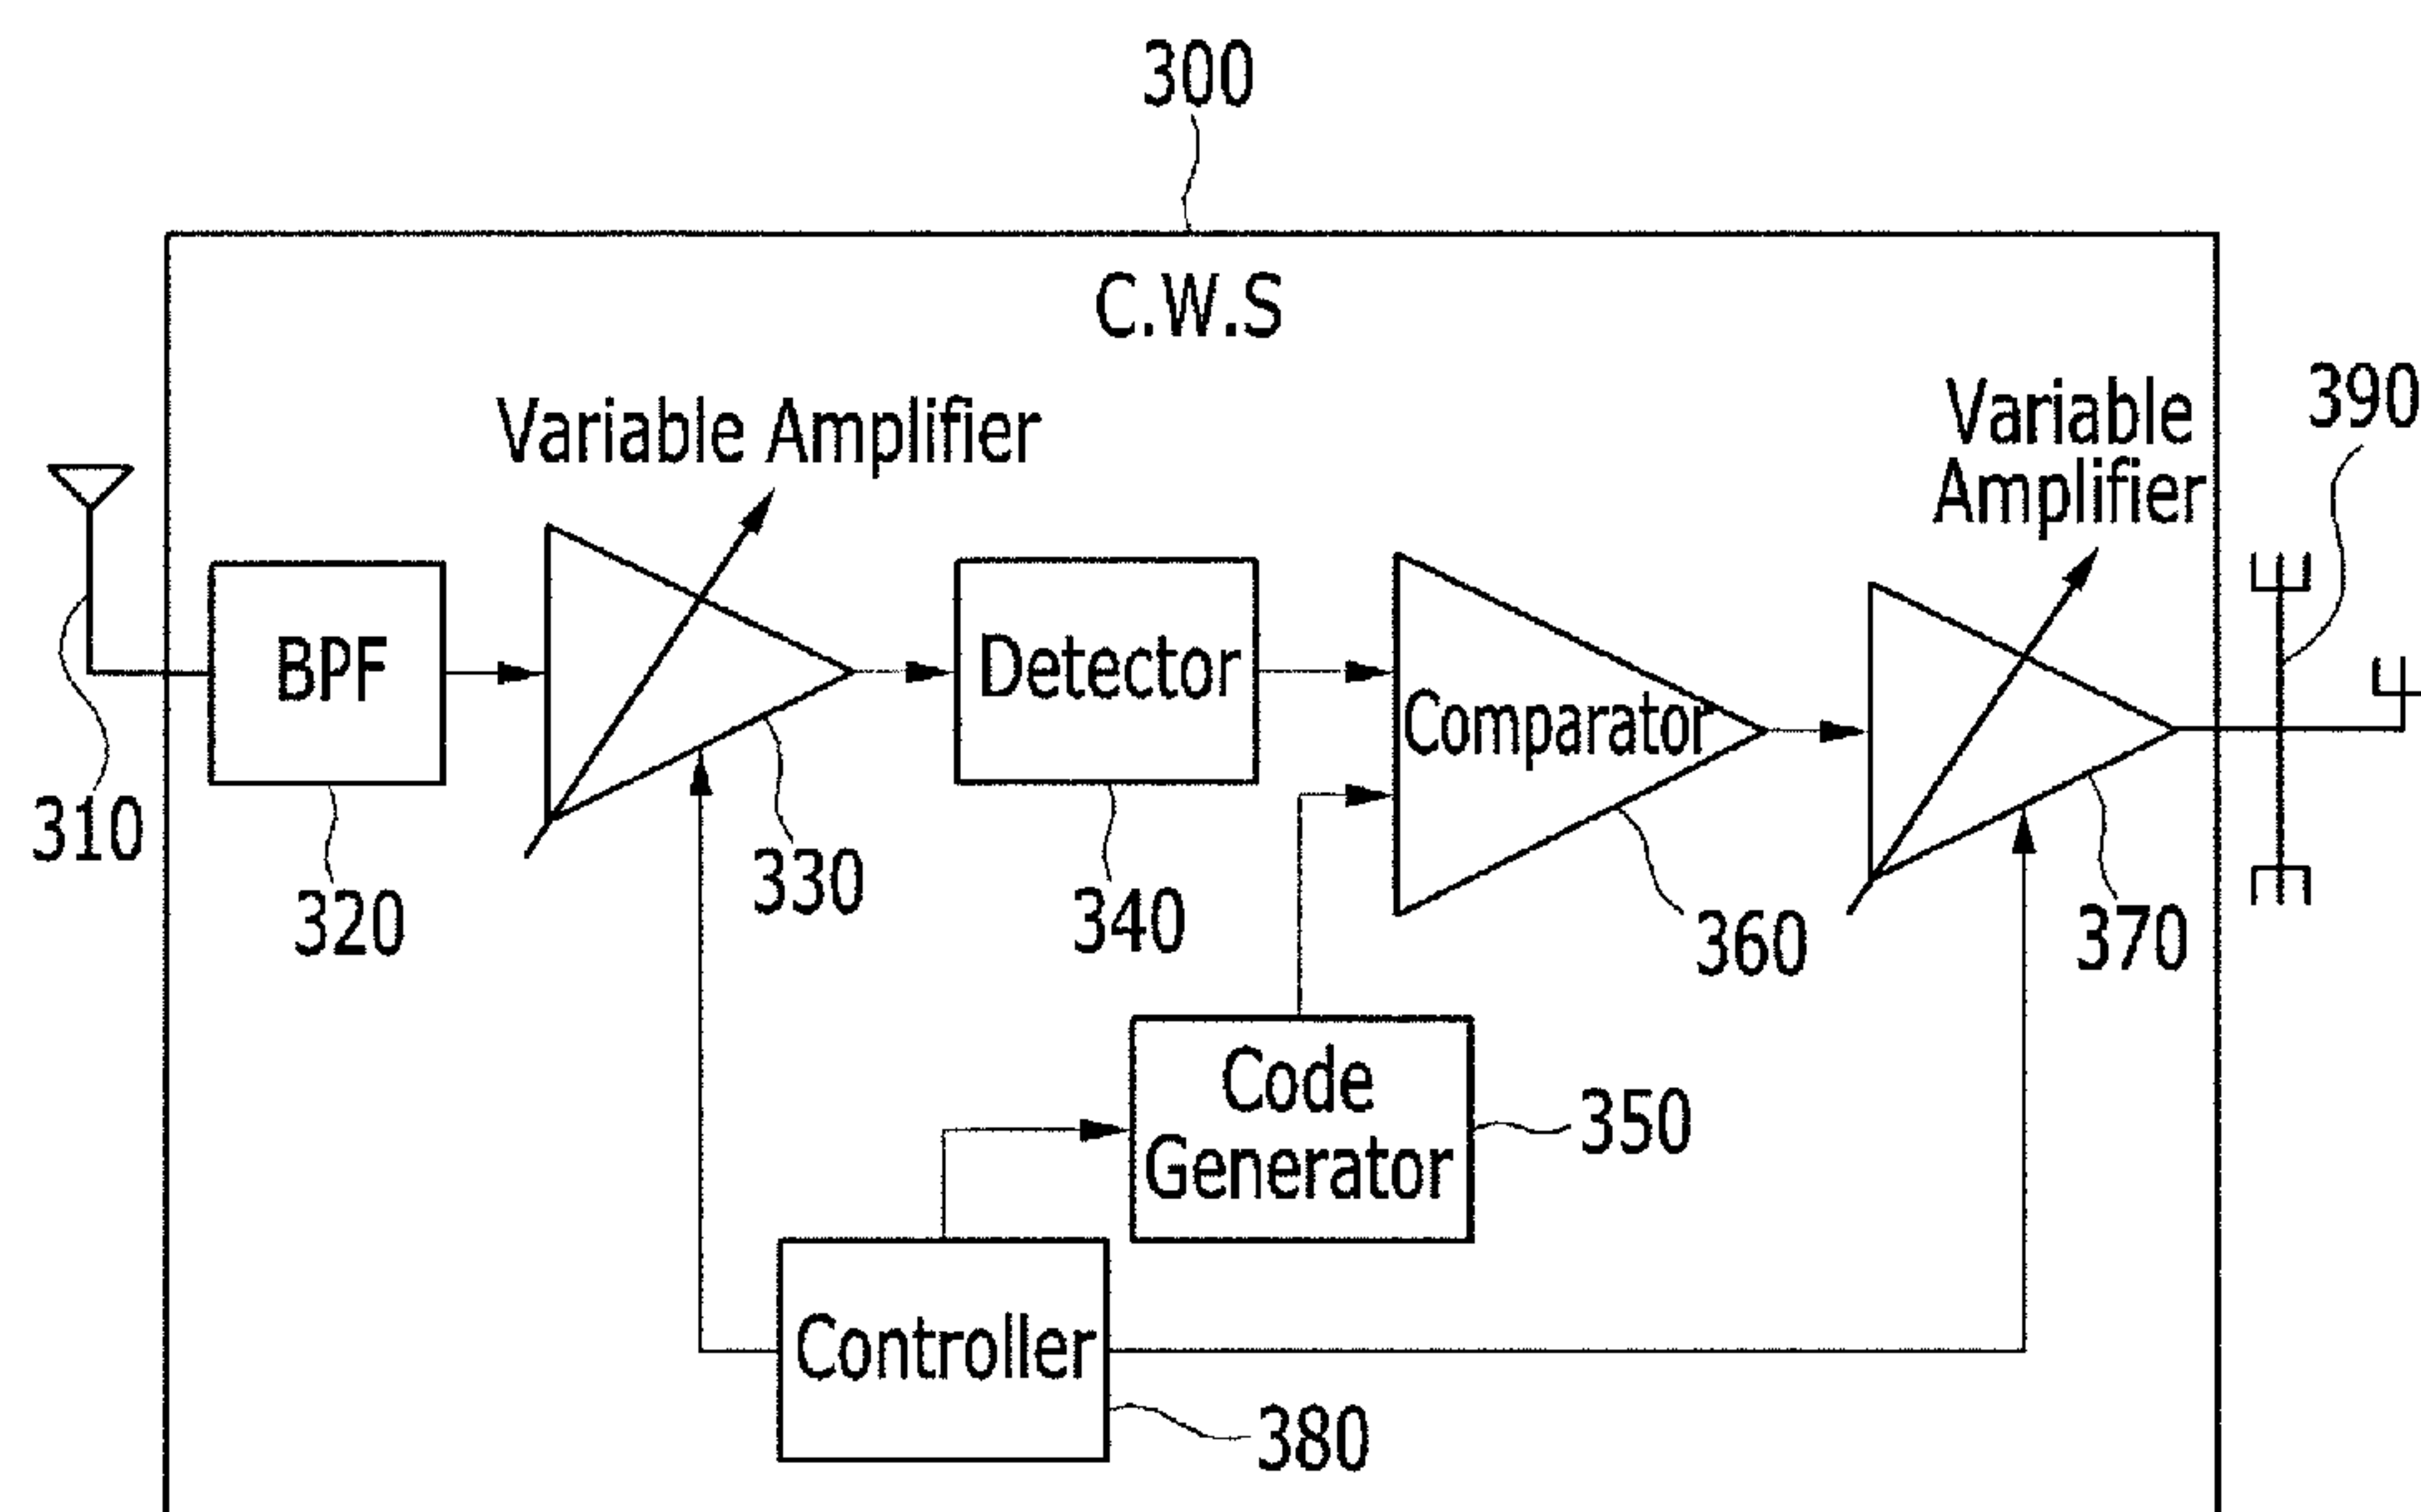 300
C.W.S
Variable Amplifier
Variable
Amplifier
390
BPF
Detector
Comparator
310
320
330
340
360
370
Code
Generator
350
Controller
380